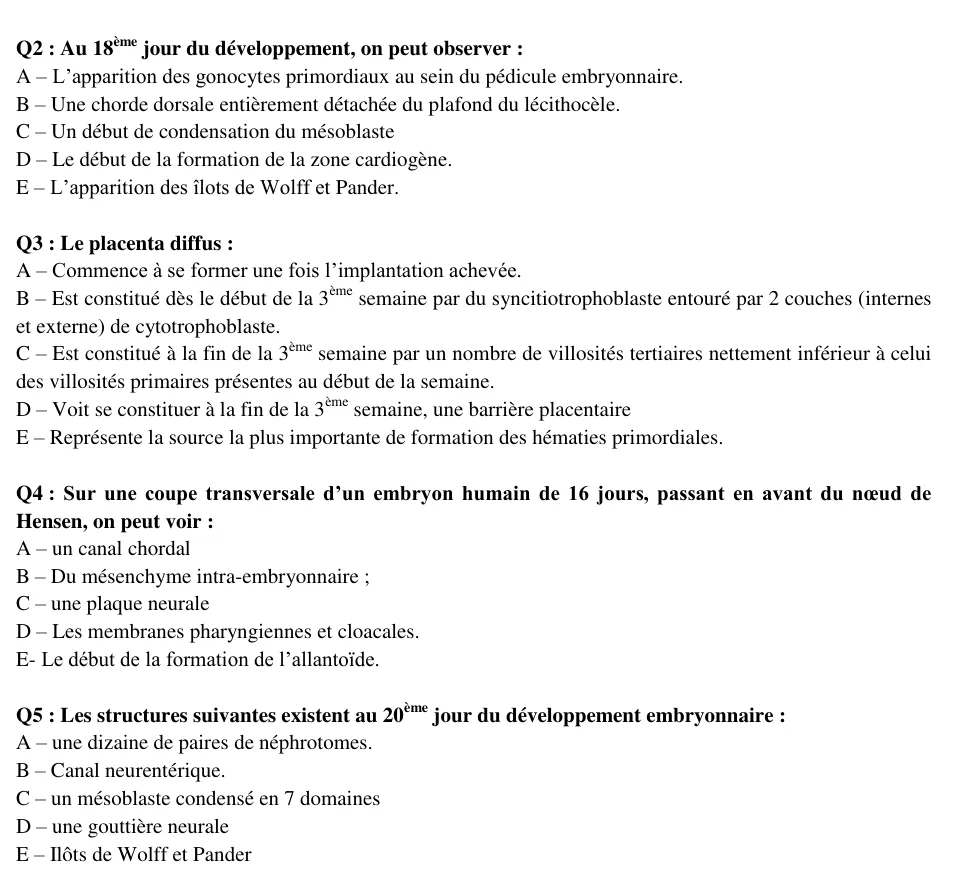 Q2 : Au 18ème jour du développement, on peut observer :
A – L'apparition des gonocytes primordiaux au sein du pédicule embryonnaire.
B – Une chorde dorsale entièrement détachée du plafond du lécithocèle.
C – Un début de condensation du mésoblaste
D – Le début de la formation de la zone cardiogène.
E – L'apparition des îlots de Wolff et Pander.
Q3 : Le placenta diffus :
A – Commence à se former une fois l'implantation achevée.
B – Est constitué dès le début de la 3ème semaine par du syncitiotrophoblaste entouré par 2 couches (internes
et externe) de cytotrophoblaste.
C – Est constitué à la fin de la 3ème semaine par un nombre de villosités tertiaires nettement inférieur à celui
des villosités primaires présentes au début de la semaine.
D – Voit se constituer à la fin de la 3ème semaine, une barrière placentaire
E – Représente la source la plus importante de formation des hématies primordiales.
Q4 : Sur une coupe transversale d'un embryon humain de 16 jours, passant en avant du nœud de
Hensen, on peut voir :
A – un canal chordal
B – Du mésenchyme intra-embryonnaire ;
C – une plaque neurale
D – Les membranes pharyngiennes et cloacales.
E- Le début de la formation de l'allantoïde.
Q5 : Les structures suivantes existent au 20ème jour du développement embryonnaire :
A – une dizaine de paires de néphrotomes.
B – Canal neurentérique.
C – un mésoblaste condensé en 7 domaines
D – une gouttière neurale
E – Ilôts de Wolff et Pander